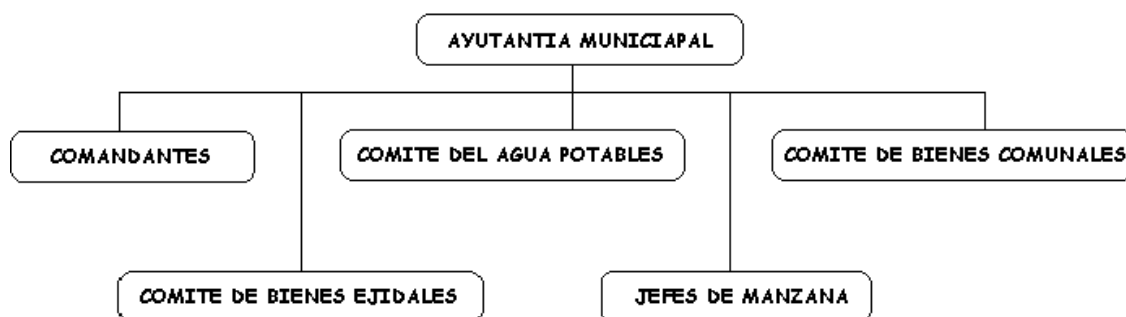 AYUTANTIA MUNICIAPAL
COMANDANTES
COMITE DEL AGUA POTABLES
COMITE DE BIENES COMUNALES
COMITE DE BIENES EJIDALES
JEFES DE MANZANA